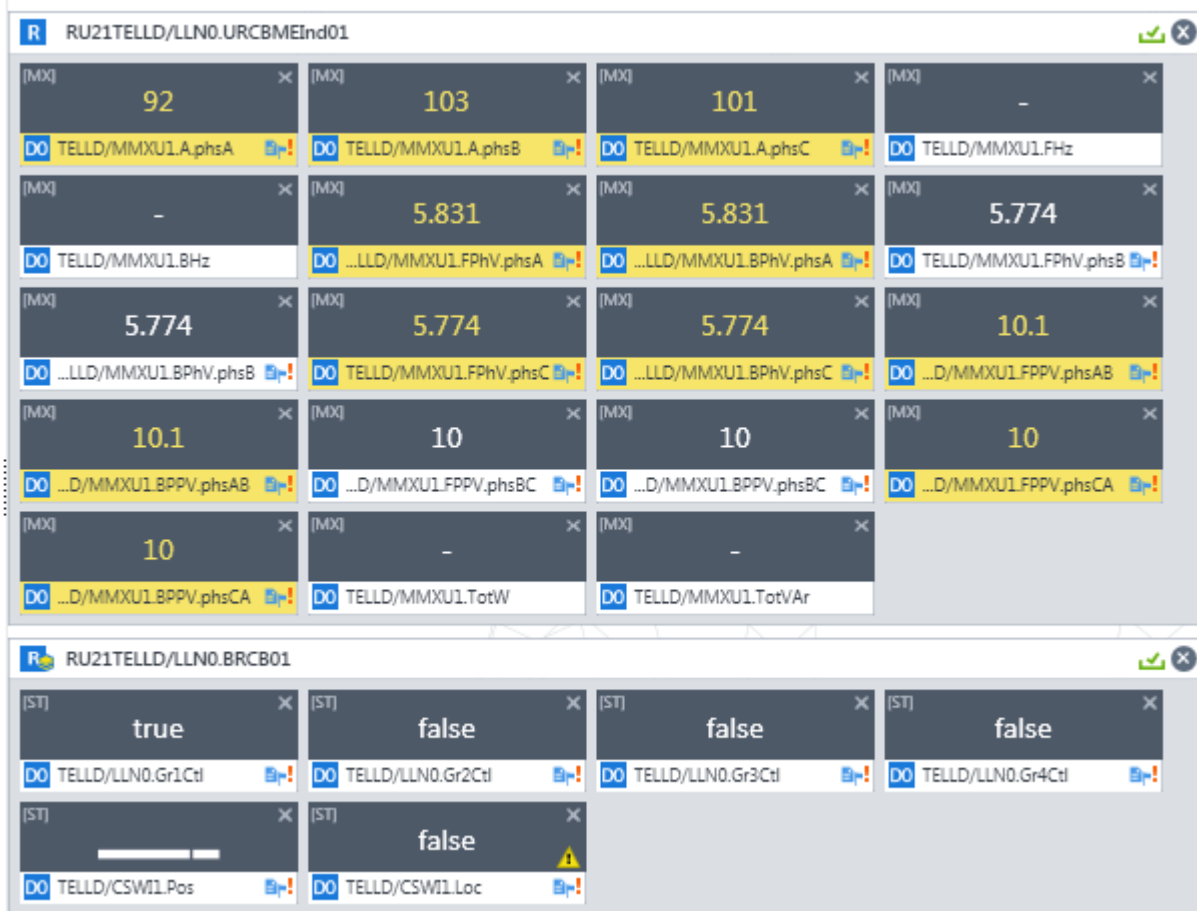 R RU21TELLD/LLN0.URCBMEInd01
[MX] [MX] [MX] [MX]
92 103 101 -
DO TELLD/MMXU1.A.phsA DO TELLD/MMXU1.A.phsB DO TELLD/MMXU1.A.phsC DO TELLD/MMXU1.FHz
[MX] [MX] [MX] [MX]
- 5.831 5.831 5.774
DO TELLD/MMXU1.BHz DO ...LLD/MMXU1.FPhV.phsA DO ...LLD/MMXU1.BPhV.phsA DO TELLD/MMXU1.FPhV.phsB
[MX] [MX] [MX] [MX]
5.774 5.774 5.774 10.1
DO ...LLD/MMXU1.BPhV.phsB DO TELLD/MMXU1.FPhV.phsC DO ...LLD/MMXU1.BPhV.phsC DO ...D/MMXU1.FPPV.phsAB
[MX] [MX] [MX] [MX]
10.1 10 10 10
DO ...D/MMXU1.BPPV.phsAB DO ...D/MMXU1.FPPV.phsBC DO ...D/MMXU1.BPPV.phsBC DO ...D/MMXU1.FPPV.phsCA
[MX] [MX] [MX]
10 - -
DO ...D/MMXU1.BPPV.phsCA DO TELLD/MMXU1.TotW DO TELLD/MMXU1.TotVAr
R RU21TELLD/LLN0.BRCB01
[ST] [ST] [ST] [ST]
true false false false
DO TELLD/LLN0.Gr1Ctl DO TELLD/LLN0.Gr2Ctl DO TELLD/LLN0.Gr3Ctl DO TELLD/LLN0.Gr4Ctl
[ST] [ST]
false
DO TELLD/CSWI1.Pos DO TELLD/CSWI1.Loc